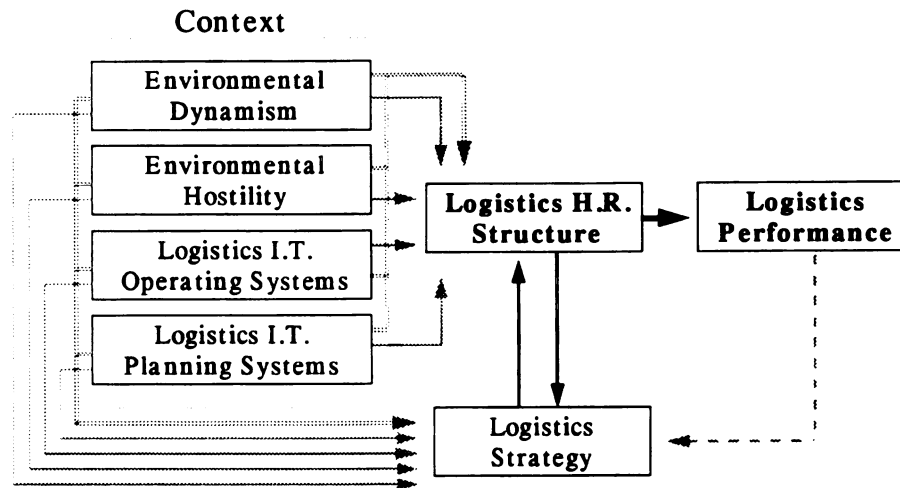 Context
Environmental
Dynamism
Environmental
Hostility
Logistics I.T.
Operating Systems
Logistics I.T.
Planning Systems
Logistics H.R.
Structure
Logistics
Performance
Logistics
Strategy